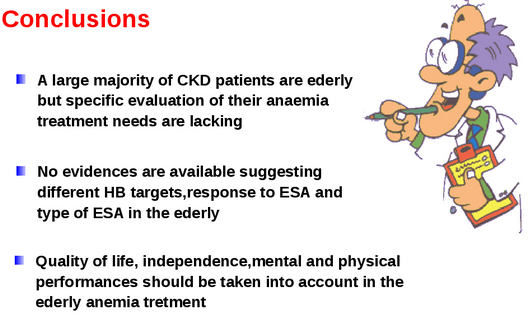 Conclusions
A large majority of CKD patients are ederly
but specific evaluation of their anaemia
treatment needs are lacking
No evidences are available suggesting
different HB targets,response to ESA and
type of ESA in the ederly
Quality of life, independence,mental and physical
performances should be taken into account in the
ederly anemia tretment